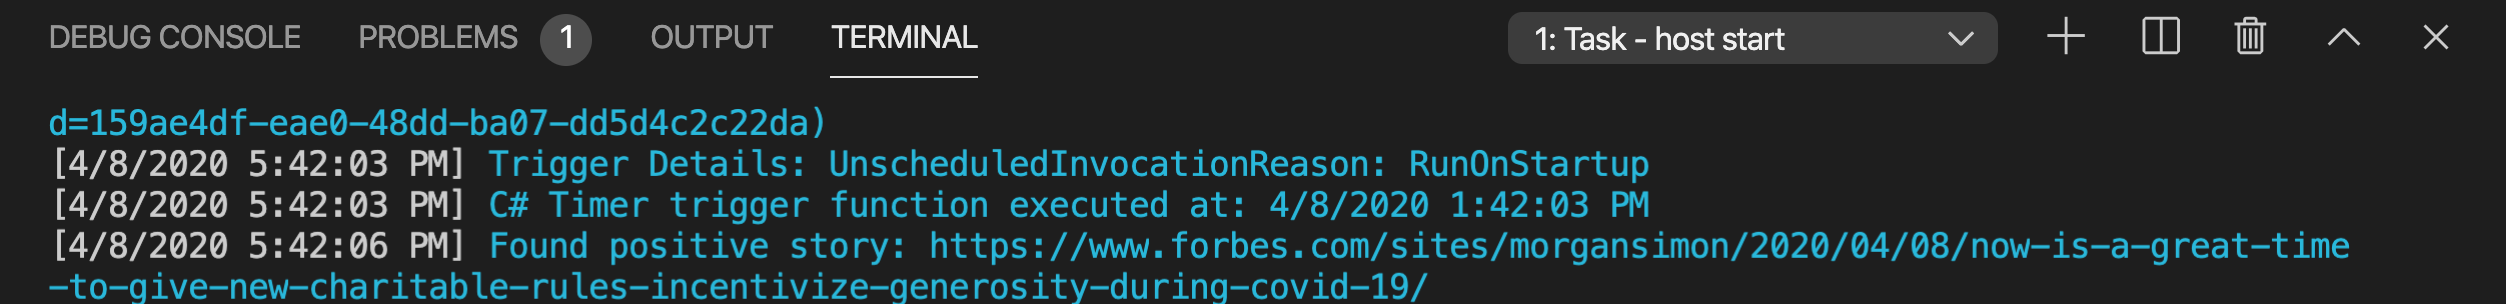 DEBUG CONSOLE PROBLEMS 1 OUTPUT TERMINAL 1: Task - host start
d=159ae4df-eae0-48dd-ba07-dd5d4c2c22da)
[4/8/2020 5:42:03 PM] Trigger Details: UnscheduledInvocationReason: RunOnStartup
[4/8/2020 5:42:03 PM] C# Timer trigger function executed at: 4/8/2020 1:42:03 PM
[4/8/2020 5:42:06 PM] Found positive story: https://www.forbes.com/sites/morgansimon/2020/04/08/now-is-a-great-time
-to-give-new-charitable-rules-incentivize-generosity-during-covid-19/